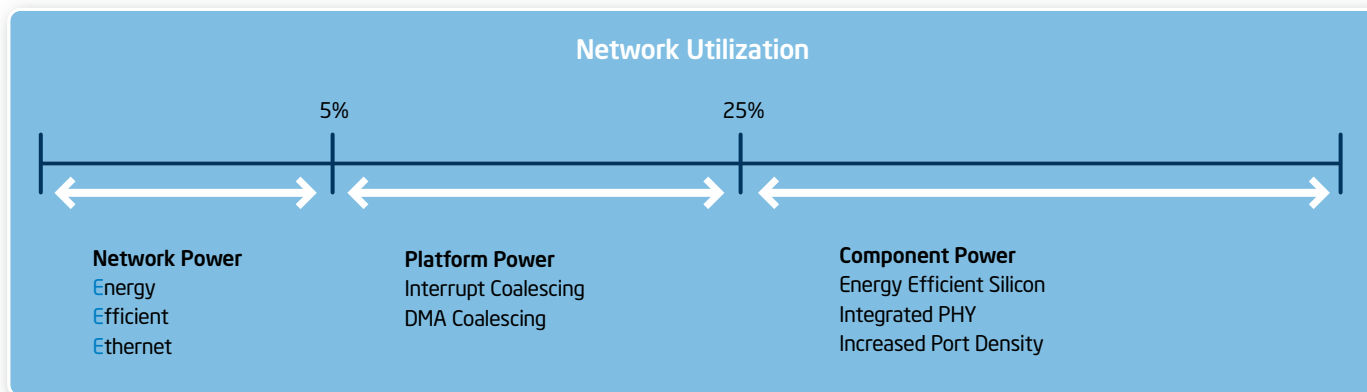 Network Utilization
5%
25%
Network Power
Energy
Efficient
Ethernet
Platform Power
Interrupt Coalescing
DMA Coalescing
Component Power
Energy Efficient Silicon
Integrated PHY
Increased Port Density